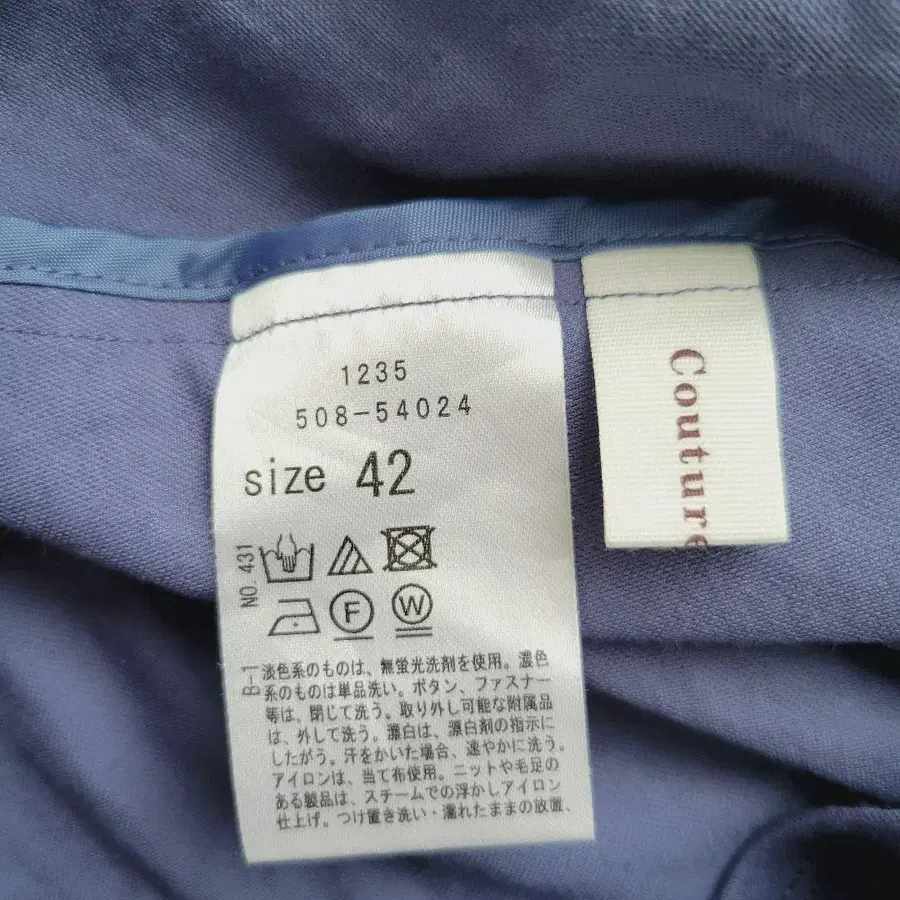 1235
508-54024
size 42
NO. 431
F
W
B-1
淡色系のものは、無蛍光洗剤を使用。濃色
系のものは単品洗い。ボタン、ファスナー
等は、閉じて洗う。取り外し可能な附属品
は、外して洗う。漂白は、漂白剤の指示に
したがう。汗をかいた場合、速やかに洗う。
アイロンは、当て布使用。ニットや毛足の
ある製品は、スチームでの浮かしアイロン
仕上げ。つけ置き洗い・濡れたままの放置、
Couture